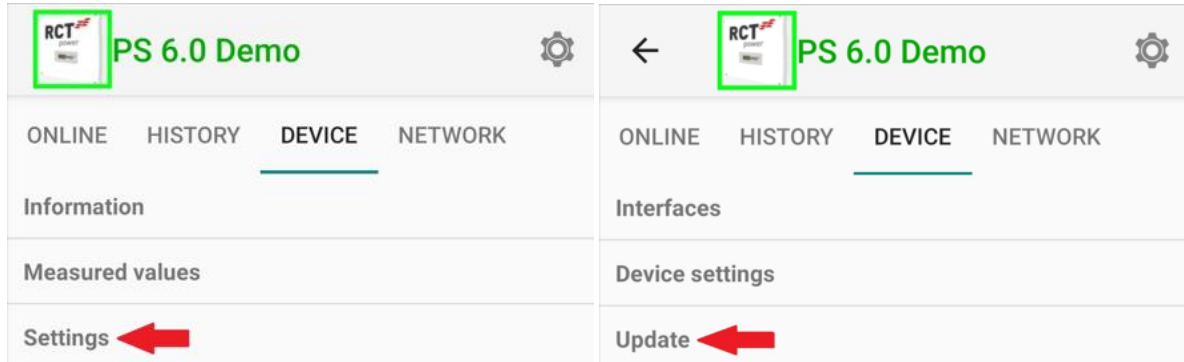 RCT
power
PS 6.0 Demo
ONLINE HISTORY DEVICE NETWORK
Information
Measured values
Settings
RCT
power
PS 6.0 Demo
ONLINE HISTORY DEVICE NETWORK
Interfaces
Device settings
Update